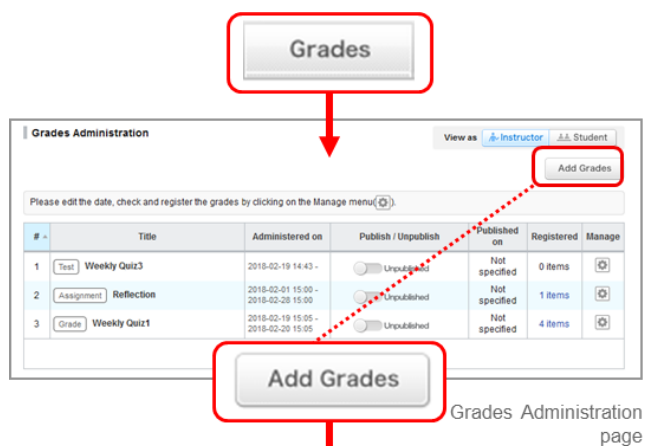 Grades
Grades Administration
View as Instructor Student
Add Grades
Please edit the date, check and register the grades by clicking on the Manage menu( ).
# Title Administered on Publish / Unpublish Published on Registered Manage
1 Test Weekly Quiz3 2018-02-19 14:43 - Unpublished Not specified 0 items
2 Assignment Reflection 2018-02-01 15:00 - 2018-02-28 15:00 Unpublished Not specified 1 items
3 Grade Weekly Quiz1 2018-02-19 15:05 - 2018-02-20 15:05 Unpublished Not specified 4 items
Add Grades
Grades Administration
page